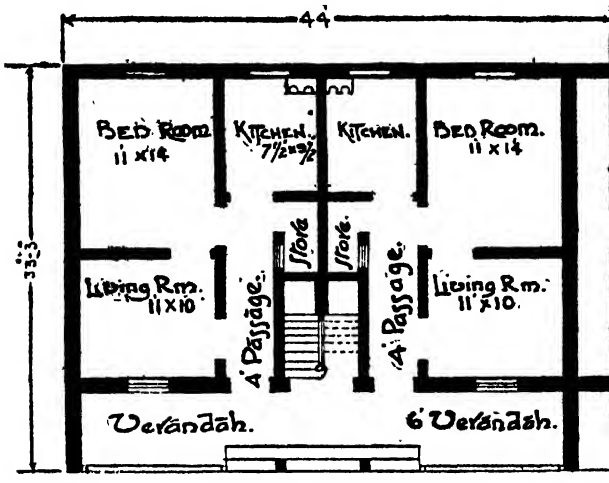 44'
BED ROOM
11 x 14
KITCHEN.
7½ x 9½
KITCHEN.
BED ROOM.
11 x 14
Store
Store.
33-3
Living Rm.
11 x 10
4' Passage.
4' Passage.
Living Rm.
11' x 10.
Verandah.
6' Verandah.